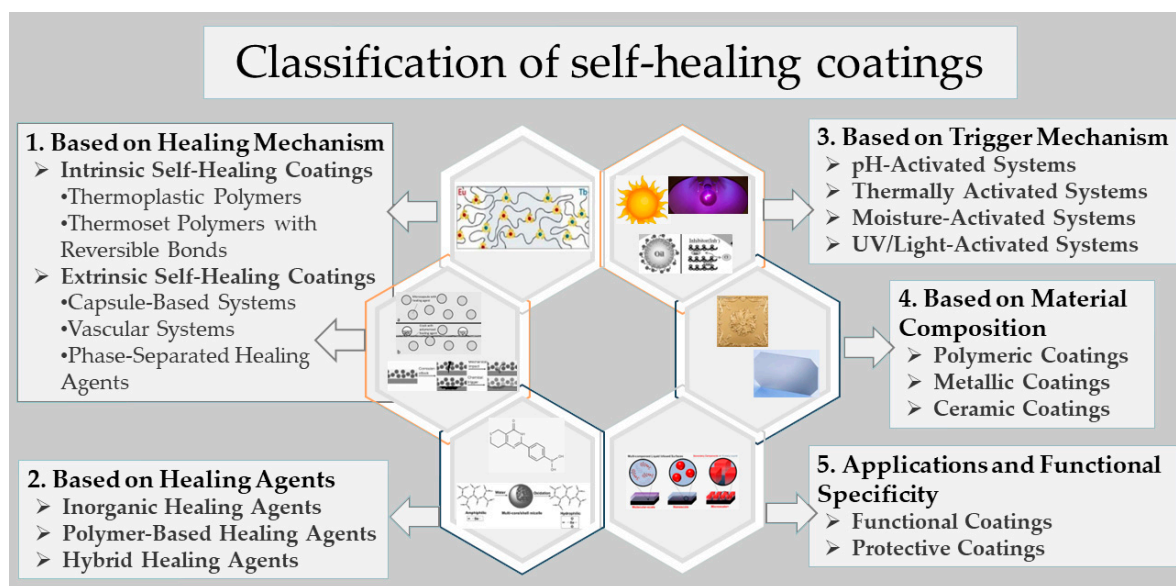 Classification of self-healing coatings
1. Based on Healing Mechanism
➢ Intrinsic Self-Healing Coatings
•Thermoplastic Polymers
•Thermoset Polymers with
Reversible Bonds
➢ Extrinsic Self-Healing Coatings
•Capsule-Based Systems
•Vascular Systems
•Phase-Separated Healing
Agents
2. Based on Healing Agents
➢ Inorganic Healing Agents
➢ Polymer-Based Healing Agents
➢ Hybrid Healing Agents
Eu
Tb
Oil
3. Based on Trigger Mechanism
➢ pH-Activated Systems
➢ Thermally Activated Systems
➢ Moisture-Activated Systems
➢ UV/Light-Activated Systems
4. Based on Material
Composition
➢ Polymeric Coatings
➢ Metallic Coatings
➢ Ceramic Coatings
5. Applications and Functional
Specificity
➢ Functional Coatings
➢ Protective Coatings